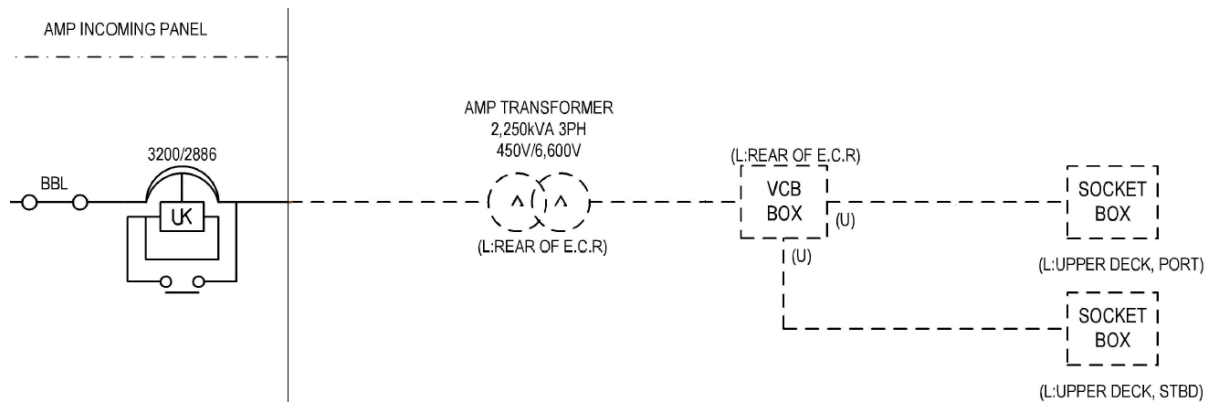 AMP INCOMING PANEL
AMP TRANSFORMER
2,250kVA 3PH
450V/6,600V
3200/2886
(L:REAR OF E.C.R)
BBL
UK
VCB
BOX
(U)
(U)
SOCKET
BOX
(L:REAR OF E.C.R)
(L:UPPER DECK, PORT)
SOCKET
BOX
(L:UPPER DECK, STBD)